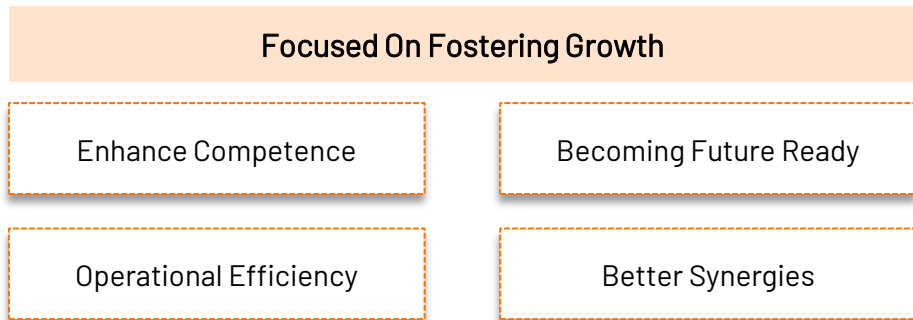 Focused On Fostering Growth
Enhance Competence
Becoming Future Ready
Operational Efficiency
Better Synergies